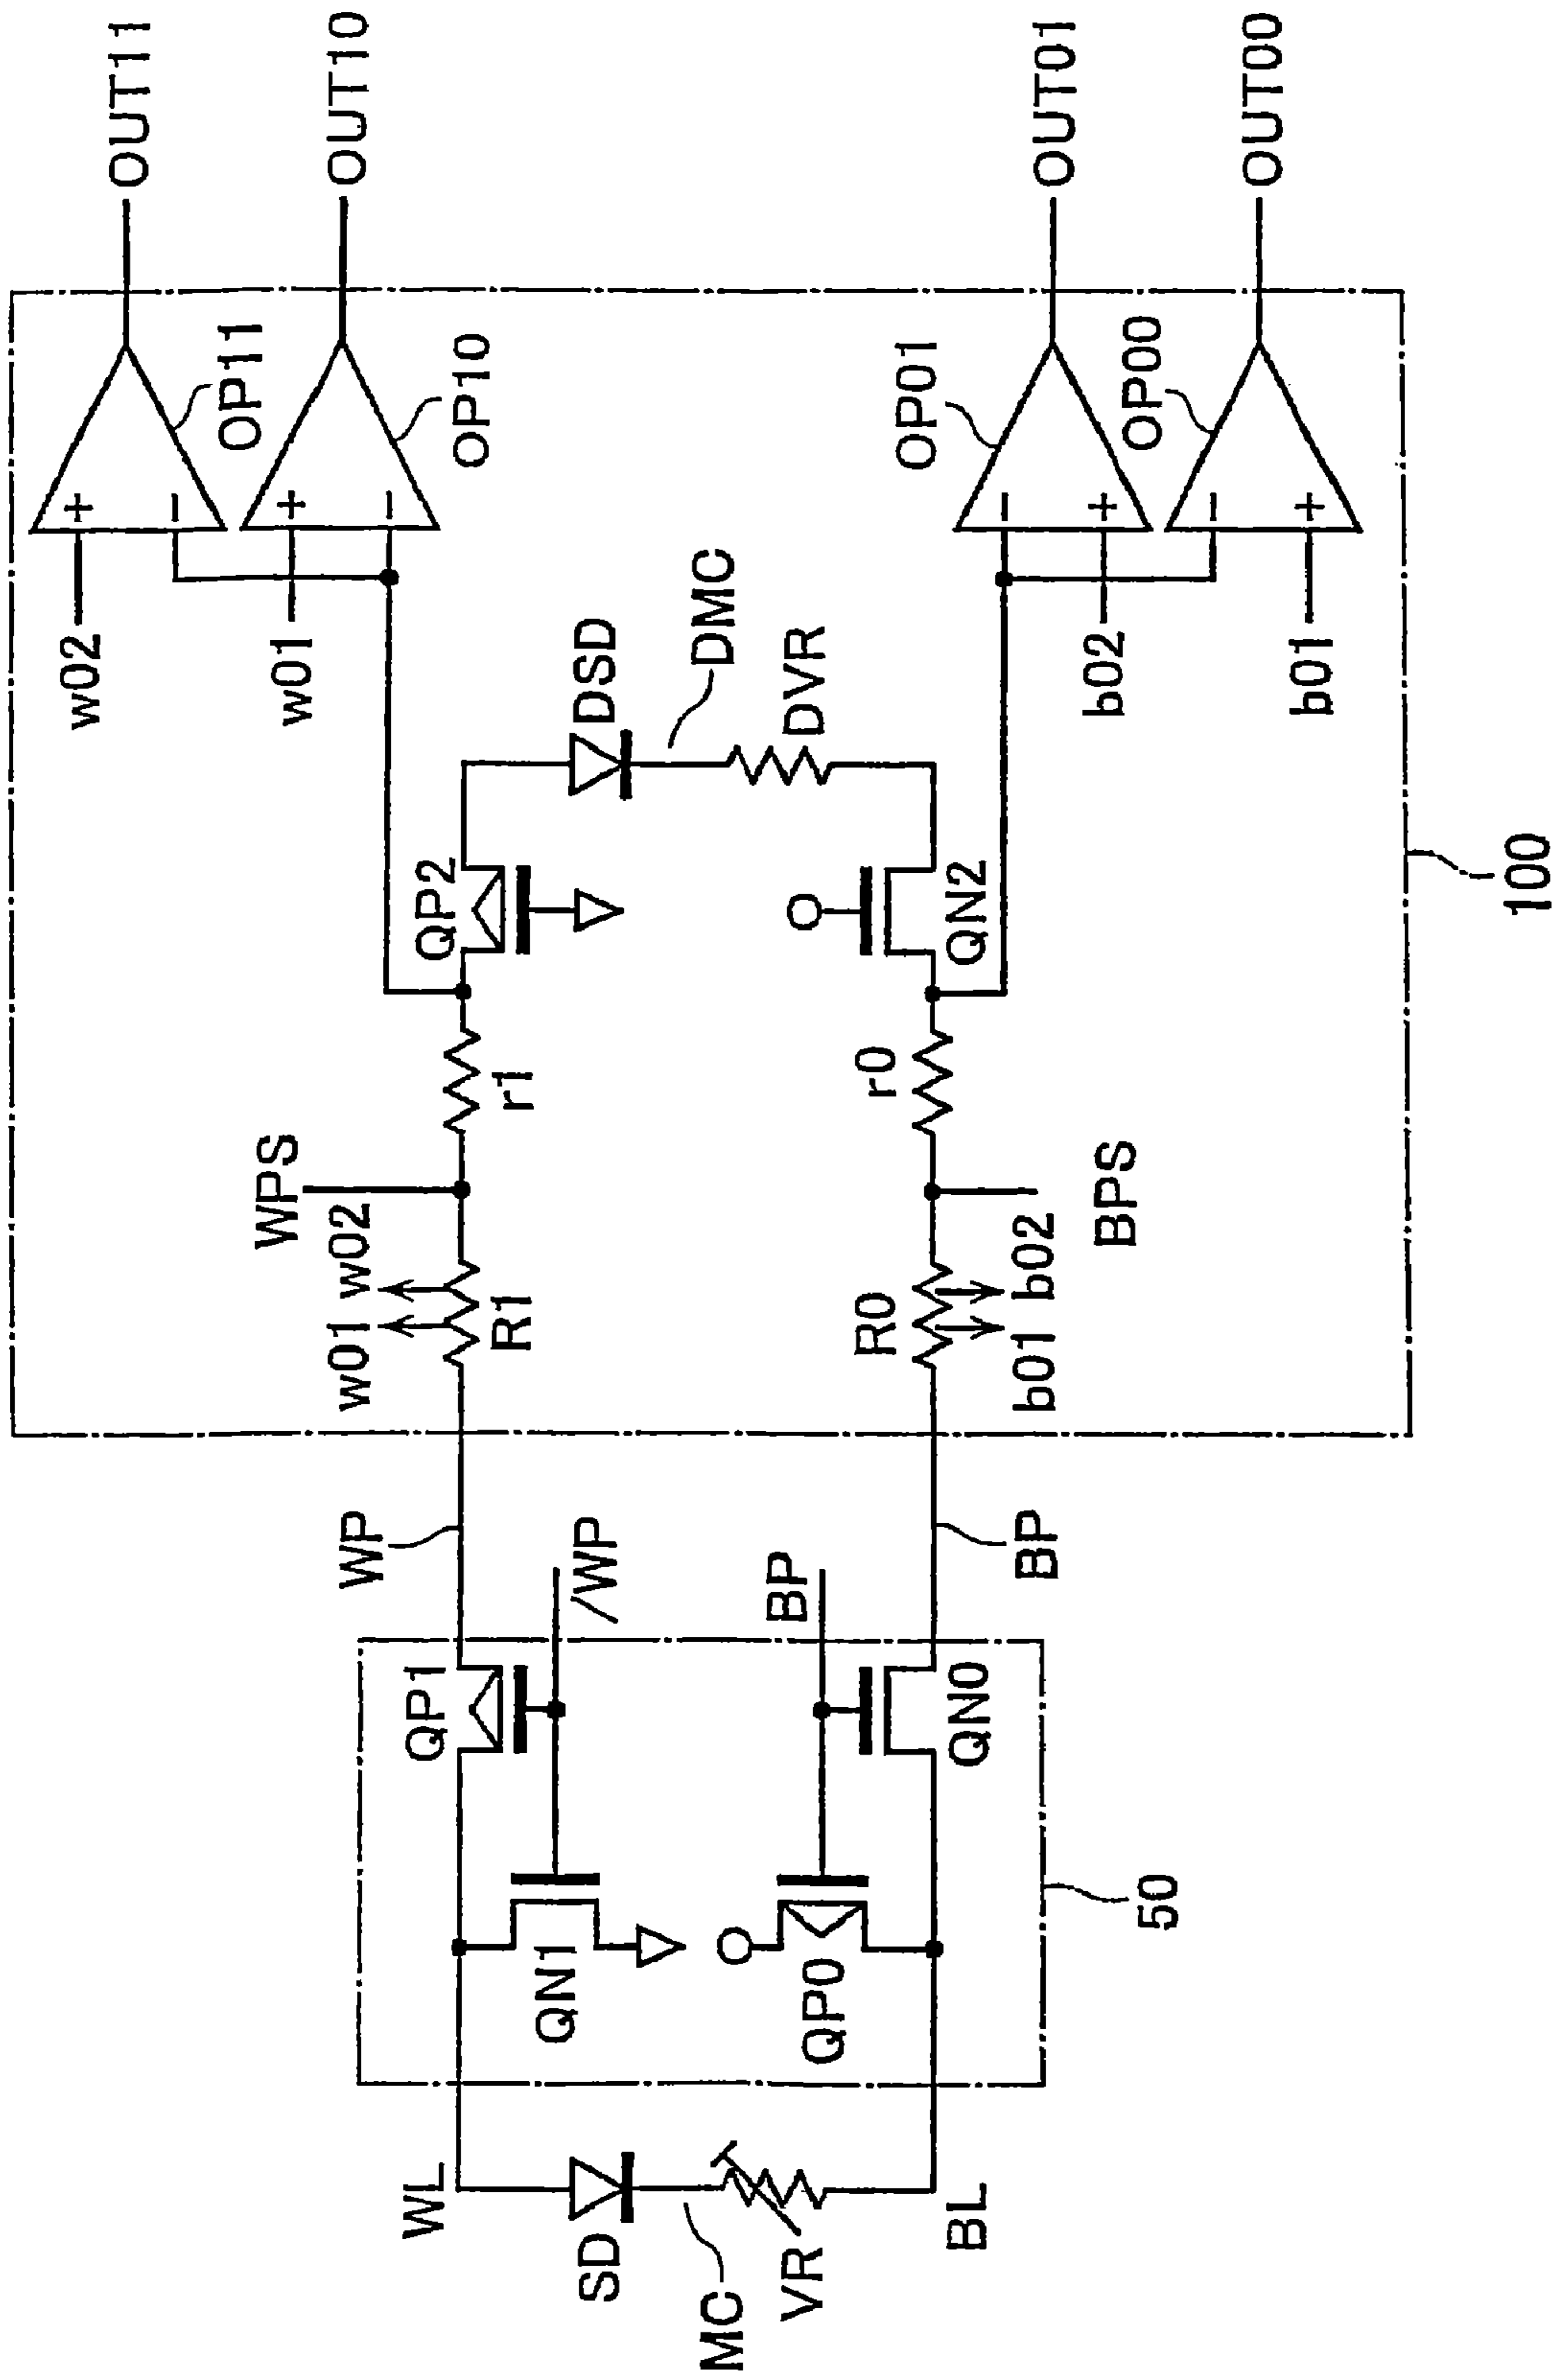 OUT11
OUT10
OUT01
OUT00
OP11
OP10
OP01
OP00
+
−
+
−
−
+
−
+
w02
w01
b02
b01
DSD
DMC
DVR
QP2
QN2
100
r1
r0
WPS
BPS
w01 w02
R1
R0
b01 b02
WP
/WP
BP
BP
QP1
QN0
QN1
QP0
50
WL
SD
MC
VR
BL